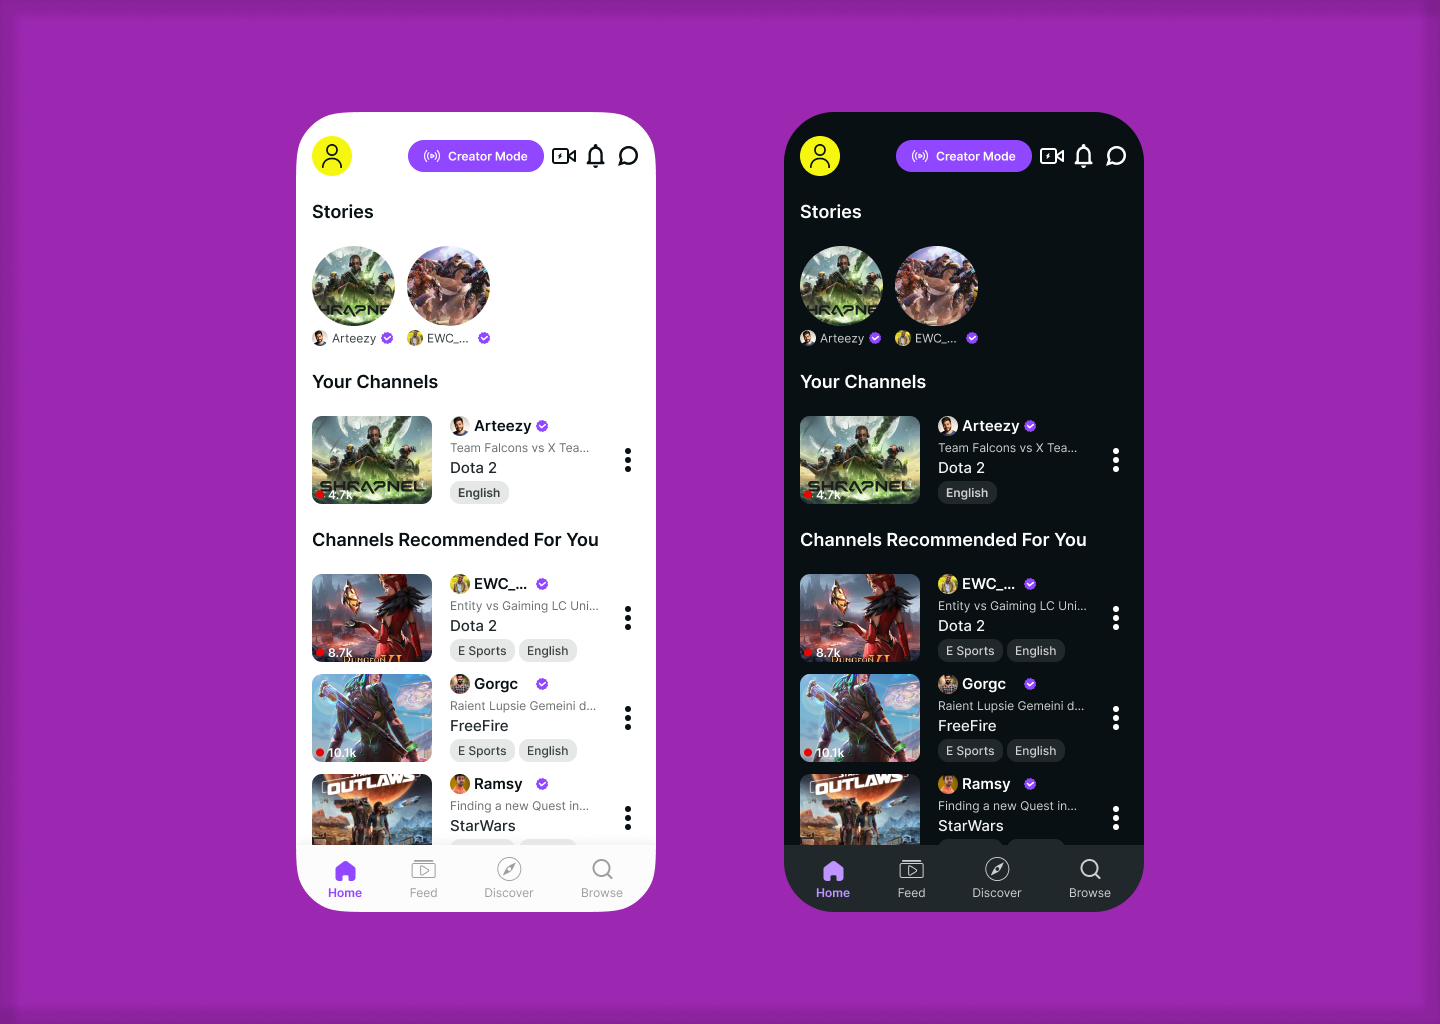 Creator Mode
Stories
SHRAPNEL
Arteezy
EWC_...
Your Channels
SHRAPNEL
4.7k
Arteezy
Team Falcons vs X Tea...
Dota 2
English
Channels Recommended For You
DUNGEON
8.7k
EWC_...
Entity vs Gaiming LC Uni...
Dota 2
E Sports English
10.1k
Gorgc
Raient Lupsie Gemeini d...
FreeFire
E Sports English
OUTLAWS
Ramsy
Finding a new Quest in...
StarWars
Home Feed Discover Browse
Creator Mode
Stories
SHRAPNEL
Arteezy
EWC_...
Your Channels
SHRAPNEL
4.7k
Arteezy
Team Falcons vs X Tea...
Dota 2
English
Channels Recommended For You
DUNGEON
8.7k
EWC_...
Entity vs Gaiming LC Uni...
Dota 2
E Sports English
10.1k
Gorgc
Raient Lupsie Gemeini d...
FreeFire
E Sports English
OUTLAWS
Ramsy
Finding a new Quest in...
StarWars
Home Feed Discover Browse